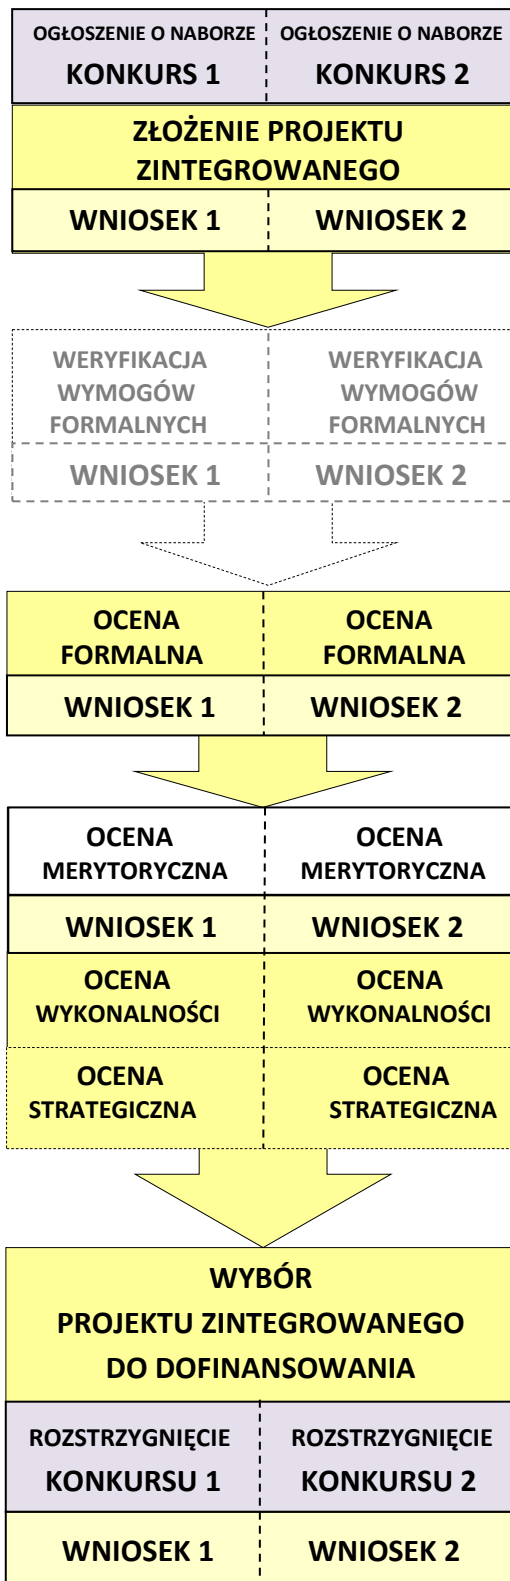 OGŁOSZENIE O NABORZE OGŁOSZENIE O NABORZE
KONKURS 1 KONKURS 2
ZŁOŻENIE PROJEKTU
ZINTEGROWANEGO
WNIOSEK 1 WNIOSEK 2
WERYFIKACJA WERYFIKACJA
WYMOGÓW WYMOGÓW
FORMALNYCH FORMALNYCH
WNIOSEK 1 WNIOSEK 2
OCENA OCENA
FORMALNA FORMALNA
WNIOSEK 1 WNIOSEK 2
OCENA OCENA
MERYTORYCZNA MERYTORYCZNA
WNIOSEK 1 WNIOSEK 2
OCENA OCENA
WYKONALNOŚCI WYKONALNOŚCI
OCENA OCENA
STRATEGICZNA STRATEGICZNA
WYBÓR
PROJEKTU ZINTEGROWANEGO
DO DOFINANSOWANIA
ROZSTRZYGNIĘCIE ROZSTRZYGNIĘCIE
KONKURSU 1 KONKURSU 2
WNIOSEK 1 WNIOSEK 2